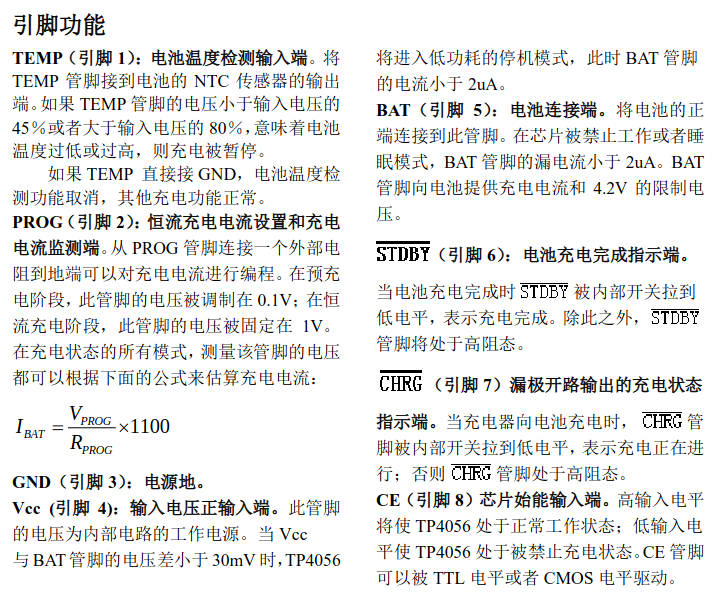 引脚功能
TEMP（引脚 1）：电池温度检测输入端。将
TEMP 管脚接到电池的 NTC 传感器的输出
端。如果 TEMP 管脚的电压小于输入电压的
45％或者大于输入电压的 80％，意味着电池
温度过低或过高，则充电被暂停。
如果 TEMP 直接接 GND，电池温度检
测功能取消，其他充电功能正常。
PROG（引脚 2）：恒流充电电流设置和充电
电流监测端。从 PROG 管脚连接一个外部电
阻到地端可以对充电电流进行编程。在预充
电阶段，此管脚的电压被调制在 0.1V；在恒
流充电阶段，此管脚的电压被固定在 1V。
在充电状态的所有模式，测量该管脚的电压
都可以根据下面的公式来估算充电电流：
I_BAT = V_PROG / R_PROG ×1100
GND（引脚 3）：电源地。
Vcc (引脚 4)：输入电压正输入端。此管脚
的电压为内部电路的工作电源。当 Vcc
与 BAT 管脚的电压差小于 30mV 时，TP4056
将进入低功耗的停机模式，此时 BAT 管脚
的电流小于 2uA。
BAT（引脚 5）：电池连接端。将电池的正
端连接到此管脚。在芯片被禁止工作或者睡
眠模式，BAT 管脚的漏电流小于 2uA。BAT
管脚向电池提供充电电流和 4.2V 的限制电
压。
STDBY（引脚 6）：电池充电完成指示端。
当电池充电完成时 STDBY 被内部开关拉到
低电平，表示充电完成。除此之外，STDBY
管脚将处于高阻态。
CHRG （引脚 7）漏极开路输出的充电状态
指示端。当充电器向电池充电时， CHRG 管
脚被内部开关拉到低电平，表示充电正在进
行；否则 CHRG 管脚处于高阻态。
CE（引脚 8）芯片始能输入端。高输入电平
将使 TP4056 处于正常工作状态；低输入电
平使 TP4056 处于被禁止充电状态。CE 管脚
可以被 TTL 电平或者 CMOS 电平驱动。